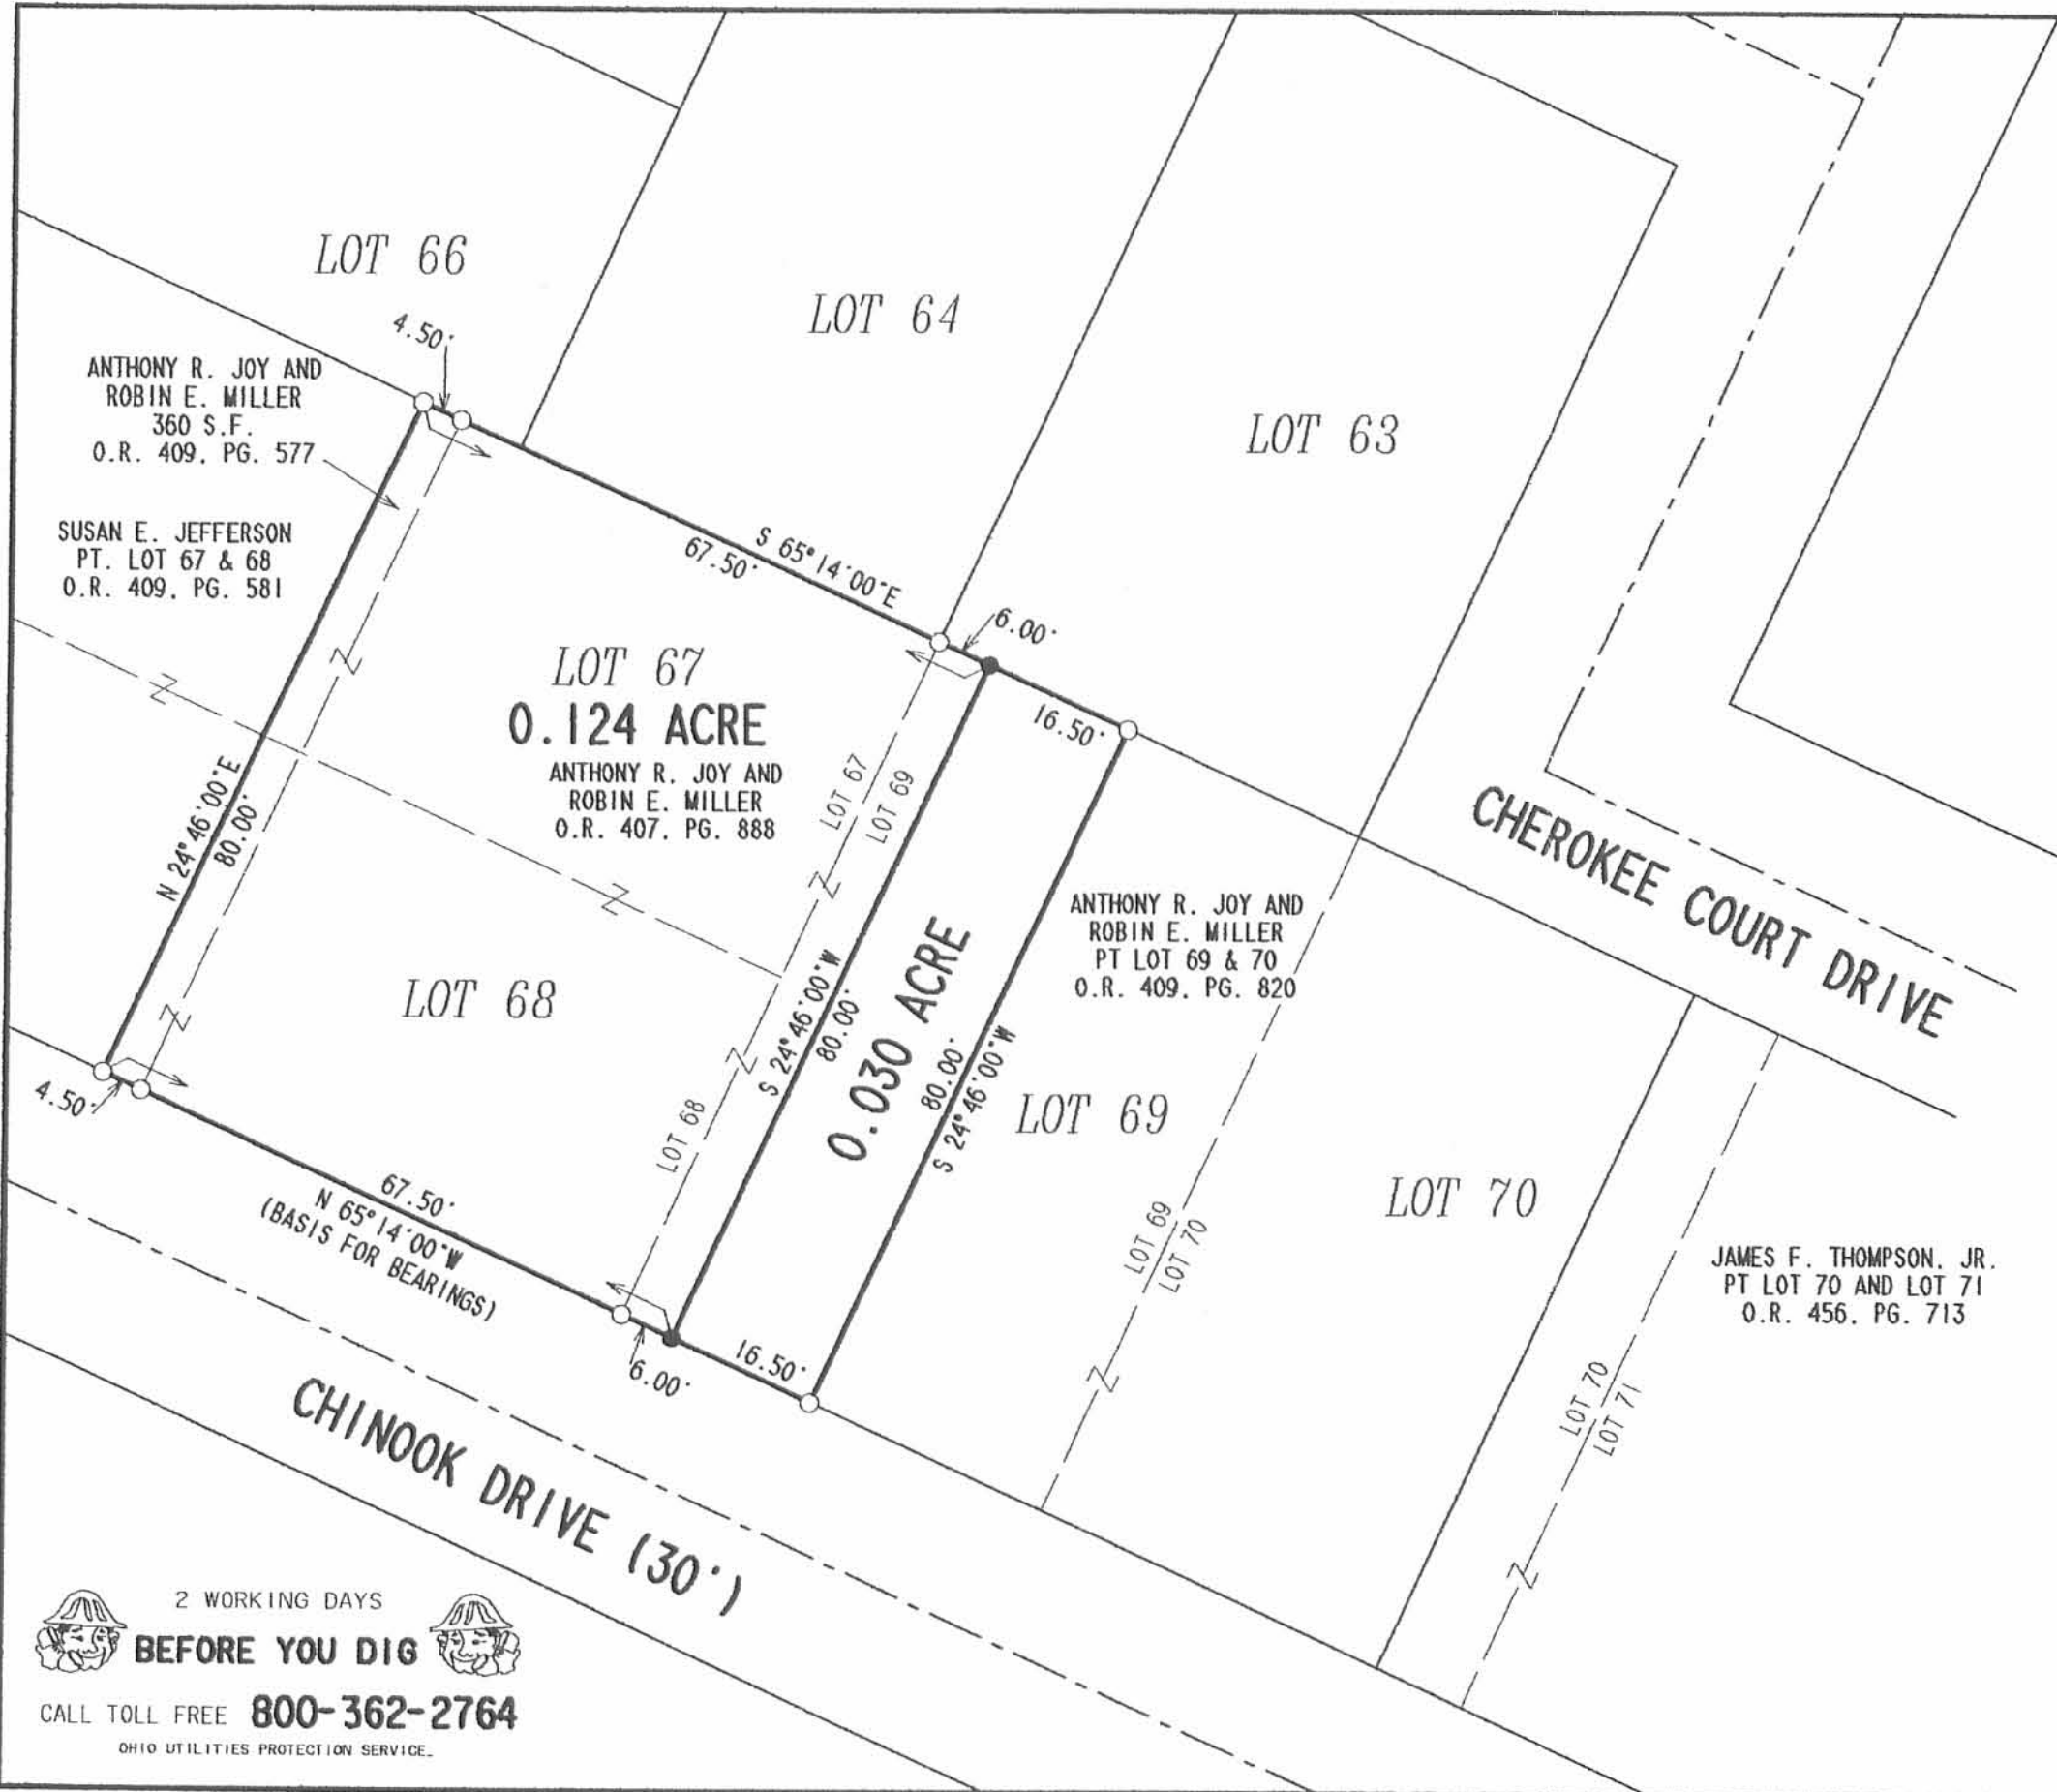 LOT 66
LOT 64
LOT 63
4.50'
ANTHONY R. JOY AND
ROBIN E. MILLER
360 S.F.
O.R. 409, PG. 577
SUSAN E. JEFFERSON
PT. LOT 67 & 68
O.R. 409, PG. 581
S 65°14'00"E
67.50'
6.00'
16.50'
LOT 67
0.124 ACRE
ANTHONY R. JOY AND
ROBIN E. MILLER
O.R. 407, PG. 888
LOT 67
LOT 69
N 24°46'00"E
80.00'
CHEROKEE COURT DRIVE
ANTHONY R. JOY AND
ROBIN E. MILLER
PT LOT 69 & 70
O.R. 409, PG. 820
LOT 68
S 24°46'00"W
80.00'
0.030 ACRE
80.00'
S 24°46'00"W
LOT 69
LOT 68
4.50'
67.50'
N 65°14'00"W
(BASIS FOR BEARINGS)
LOT 69
LOT 70
LOT 70
JAMES F. THOMPSON, JR.
PT LOT 70 AND LOT 71
O.R. 456, PG. 713
6.00'
16.50'
LOT 70
LOT 71
CHINOOK DRIVE (30')
2 WORKING DAYS
BEFORE YOU DIG
CALL TOLL FREE 800-362-2764
OHIO UTILITIES PROTECTION SERVICE.